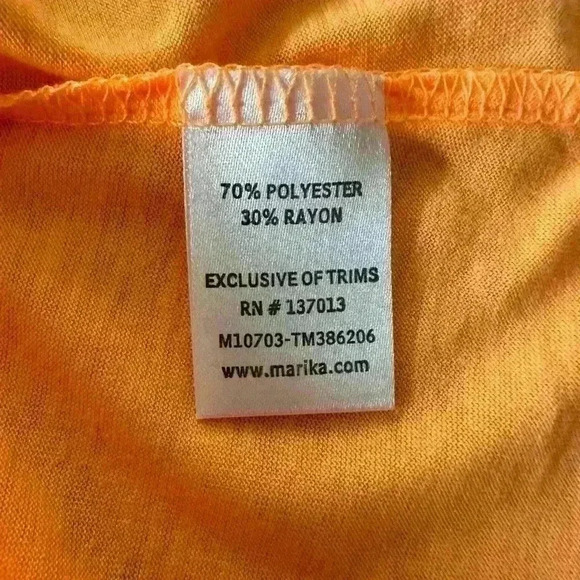 70% POLYESTER
30% RAYON
EXCLUSIVE OF TRIMS
RN # 137013
M10703-TM386206
www.marika.com